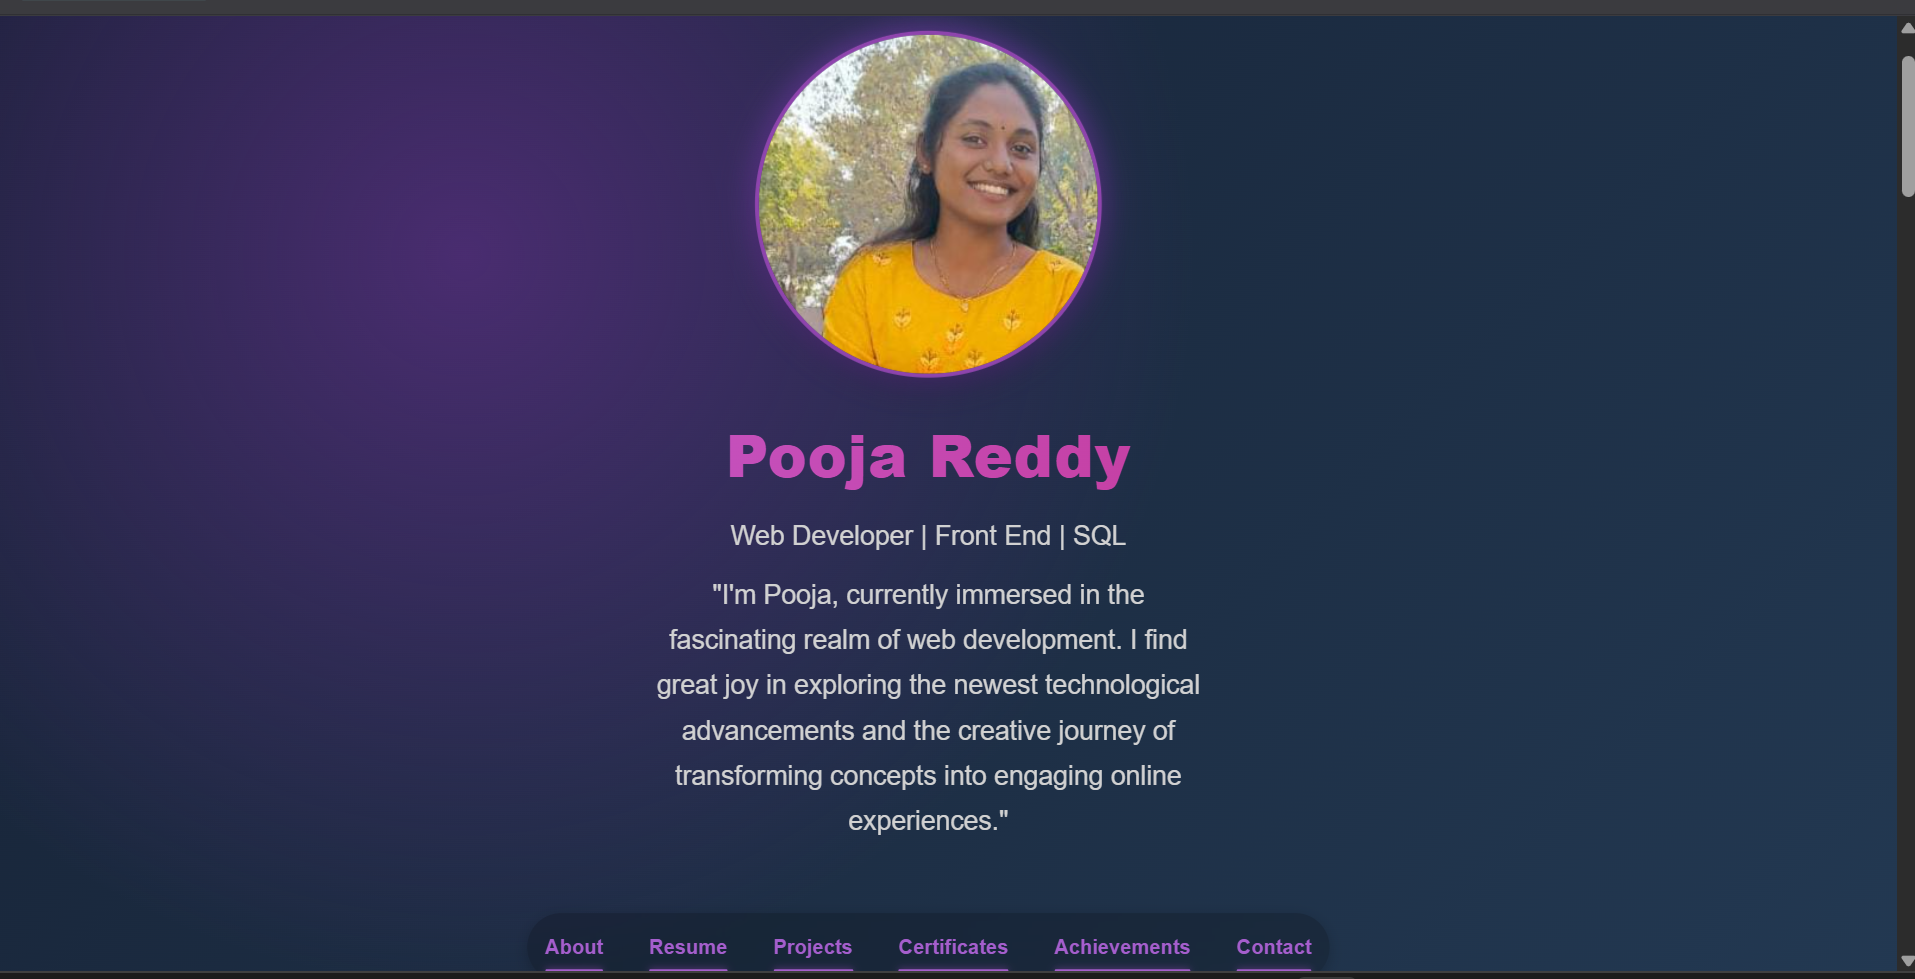 Pooja Reddy
Web Developer | Front End | SQL
"I'm Pooja, currently immersed in the
fascinating realm of web development. I find
great joy in exploring the newest technological
advancements and the creative journey of
transforming concepts into engaging online
experiences."
About Resume Projects Certificates Achievements Contact